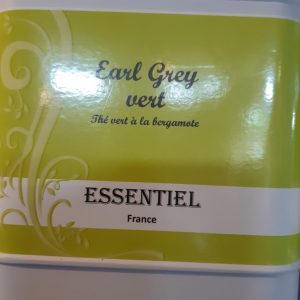 Earl Grey
vert
Thé vert à la bergamote
ESSENTIEL
France